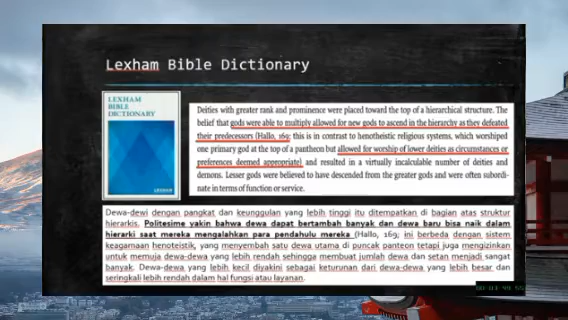 Lexham Bible Dictionary
LEXHAM
BIBLE
DICTIONARY
LEXHAM
Deities with greater rank and prominence were placed toward the top of a hierarchical structure. The
belief that gods were able to multiply allowed for new gods to ascend in the hierarchy as they defeated
their predecessors (Hallo, 169; this is in contrast to henotheistic religious systems, which worshiped
one primary god at the top of a pantheon but allowed for worship of lower deities as circumstances or
preferences deemed appropriate) and resulted in a virtually incalculable number of deities and
demons. Lesser gods were believed to have descended from the greater gods and were often subordi-
nate in terms of function or service.
Dewa-dewi dengan pangkat dan keunggulan yang lebih tinggi itu ditempatkan di bagian atas struktur
hierarkis. Politesime yakin bahwa dewa dapat bertambah banyak dan dewa baru bisa naik dalam
hierarki saat mereka mengalahkan para pendahulu mereka (Hallo, 169; ini berbeda dengan sistem
keagamaan henoteistik, yang menyembah satu dewa utama di puncak panteon tetapi juga mengizinkan
untuk memuja dewa-dewa yang lebih rendah sehingga membuat jumlah dewa dan setan menjadi sangat
banyak. Dewa-dewa yang lebih kecil diyakini sebagai keturunan dari dewa-dewa yang lebih besar dan
seringkali lebih rendah dalam hal fungsi atau layanan.